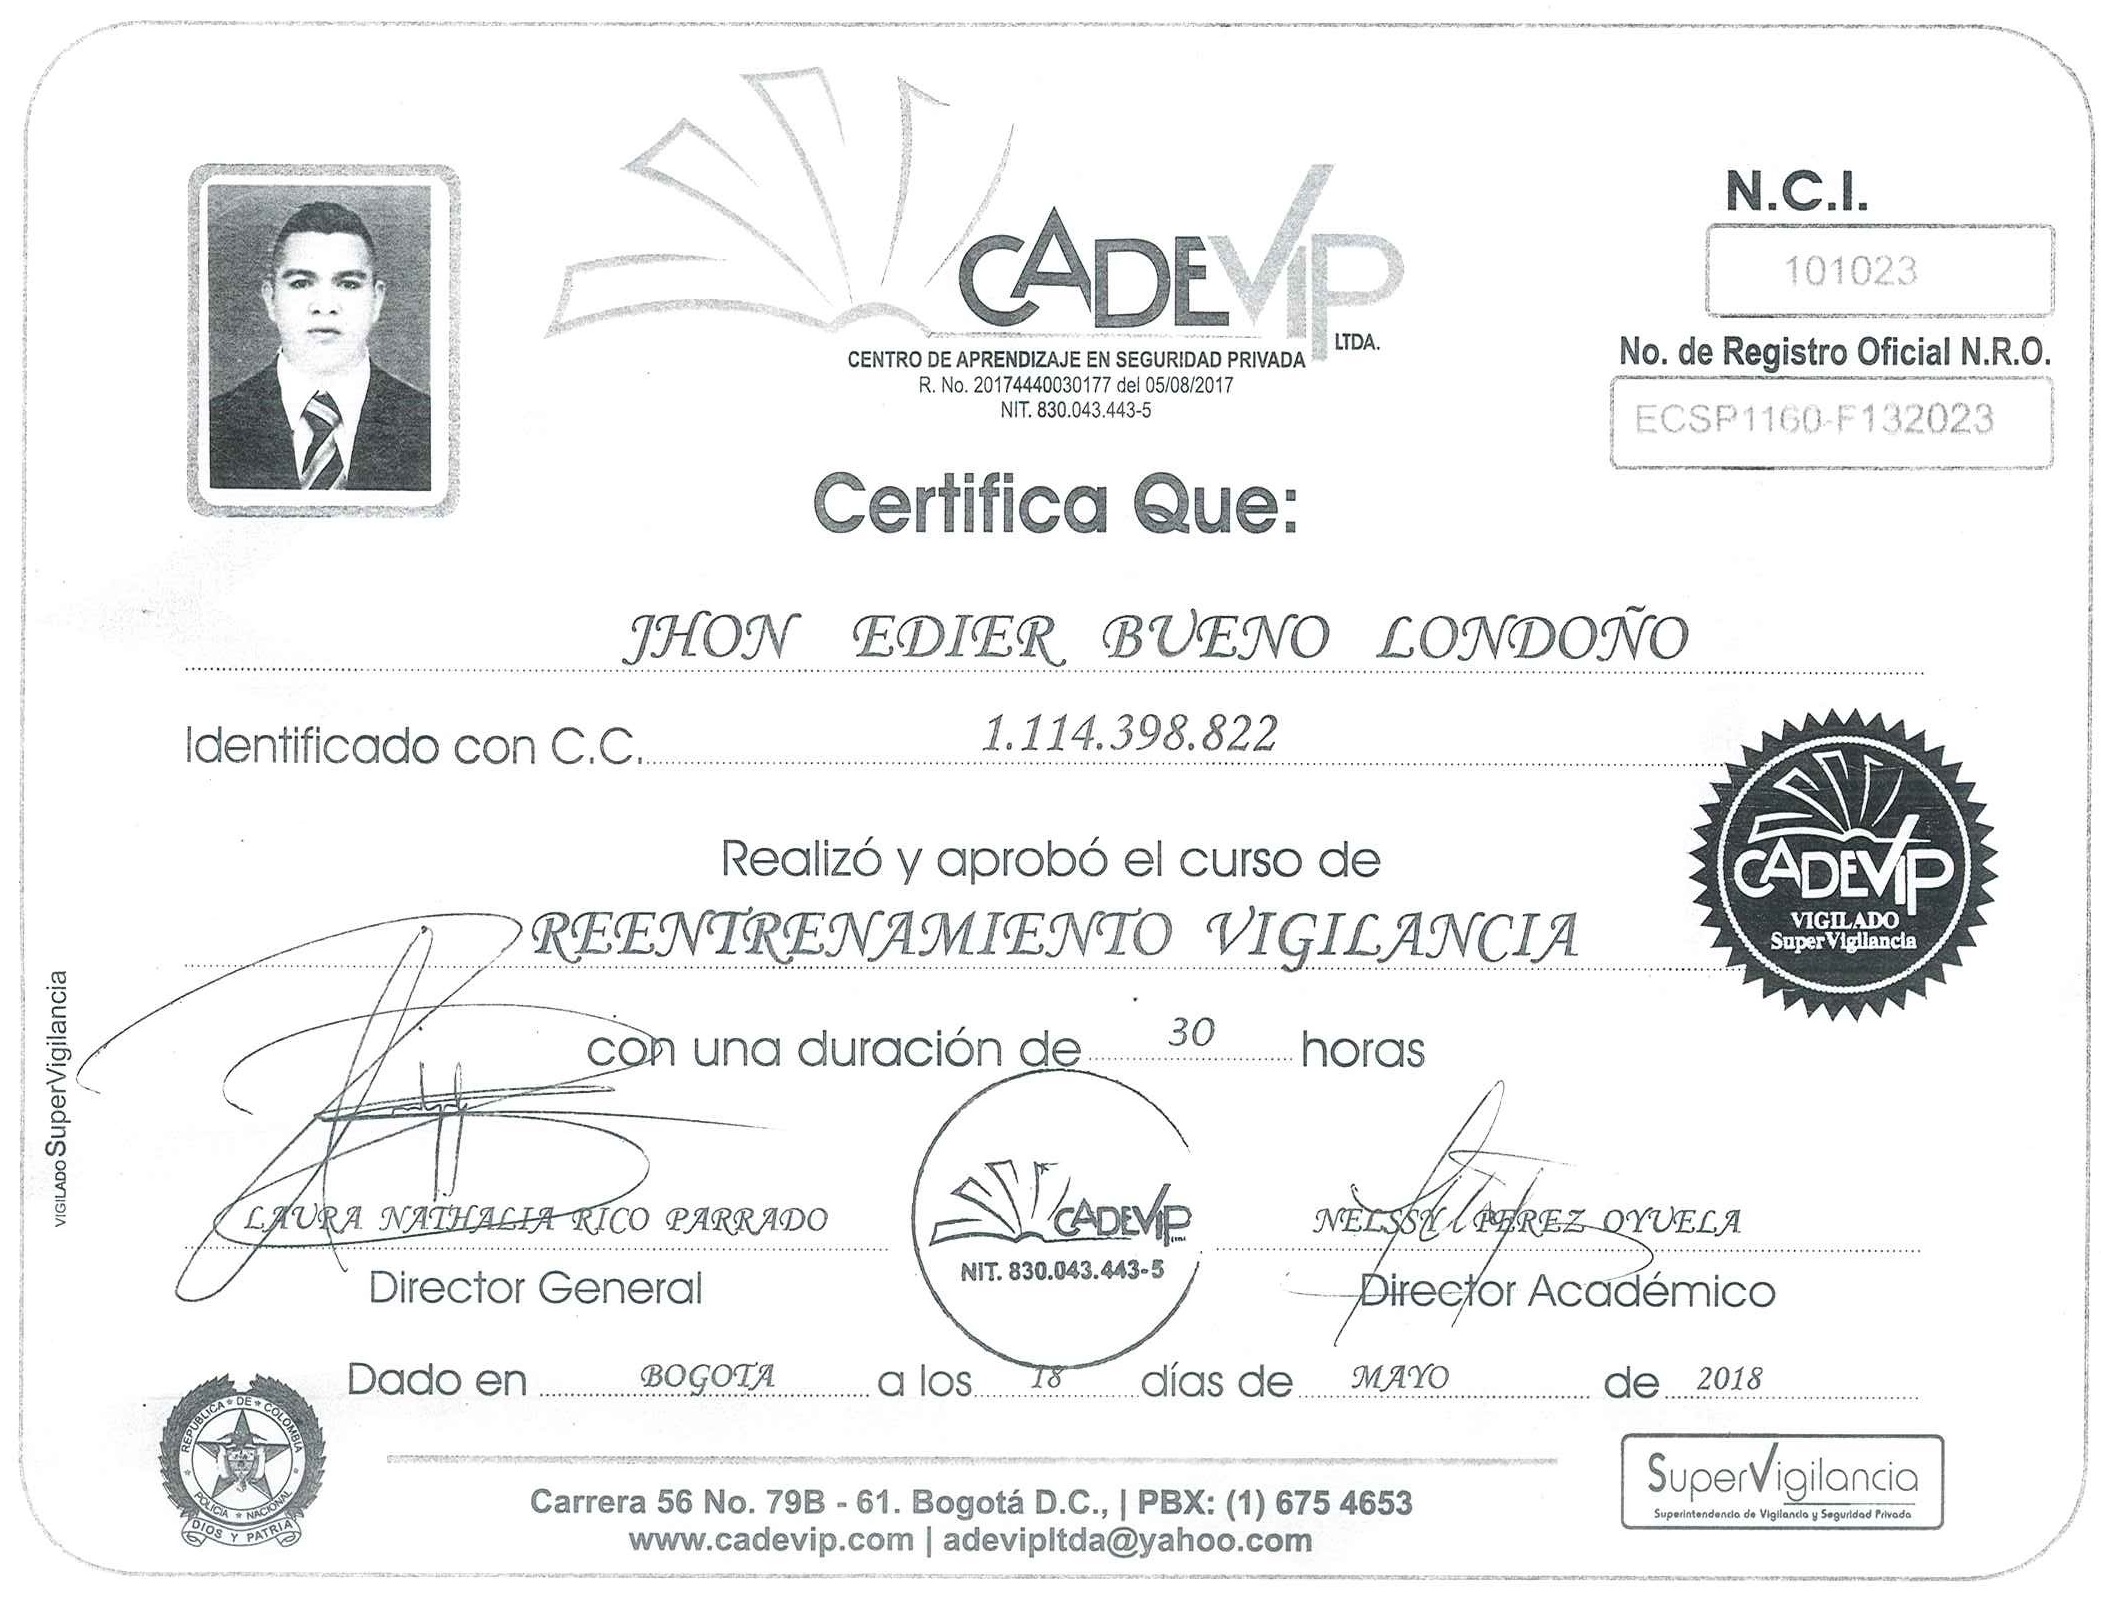 CADEVIP
LTDA.
CENTRO DE APRENDIZAJE EN SEGURIDAD PRIVADA
R. No. 20174440030177 del 05/08/2017
NIT. 830.043.443-5
N.C.I.
101023
No. de Registro Oficial N.R.O.
ECSP1160-F132023
Certifica Que:
JHON EDIER BUENO LONDOÑO
Identificado con C.C. 1.114.398.822
Realizó y aprobó el curso de
REENTRENAMIENTO VIGILANCIA
CADEVIP
VIGILADO
SuperVigilancia
con una duración de 30 horas
VIGILADO SuperVigilancia
LAURA NATHALIA RICO PARRADO
Director General
CADEVIP
NIT. 830.043.443-5
NELSSY PEREZ OYUELA
Director Académico
Dado en BOGOTA a los 18 días de MAYO de 2018
REPUBLICA DE COLOMBIA
POLICIA NACIONAL
DIOS Y PATRIA
Carrera 56 No. 79B - 61. Bogotá D.C., | PBX: (1) 675 4653
www.cadevip.com | adevipltda@yahoo.com
SuperVigilancia
Superintendencia de Vigilancia y Seguridad Privada